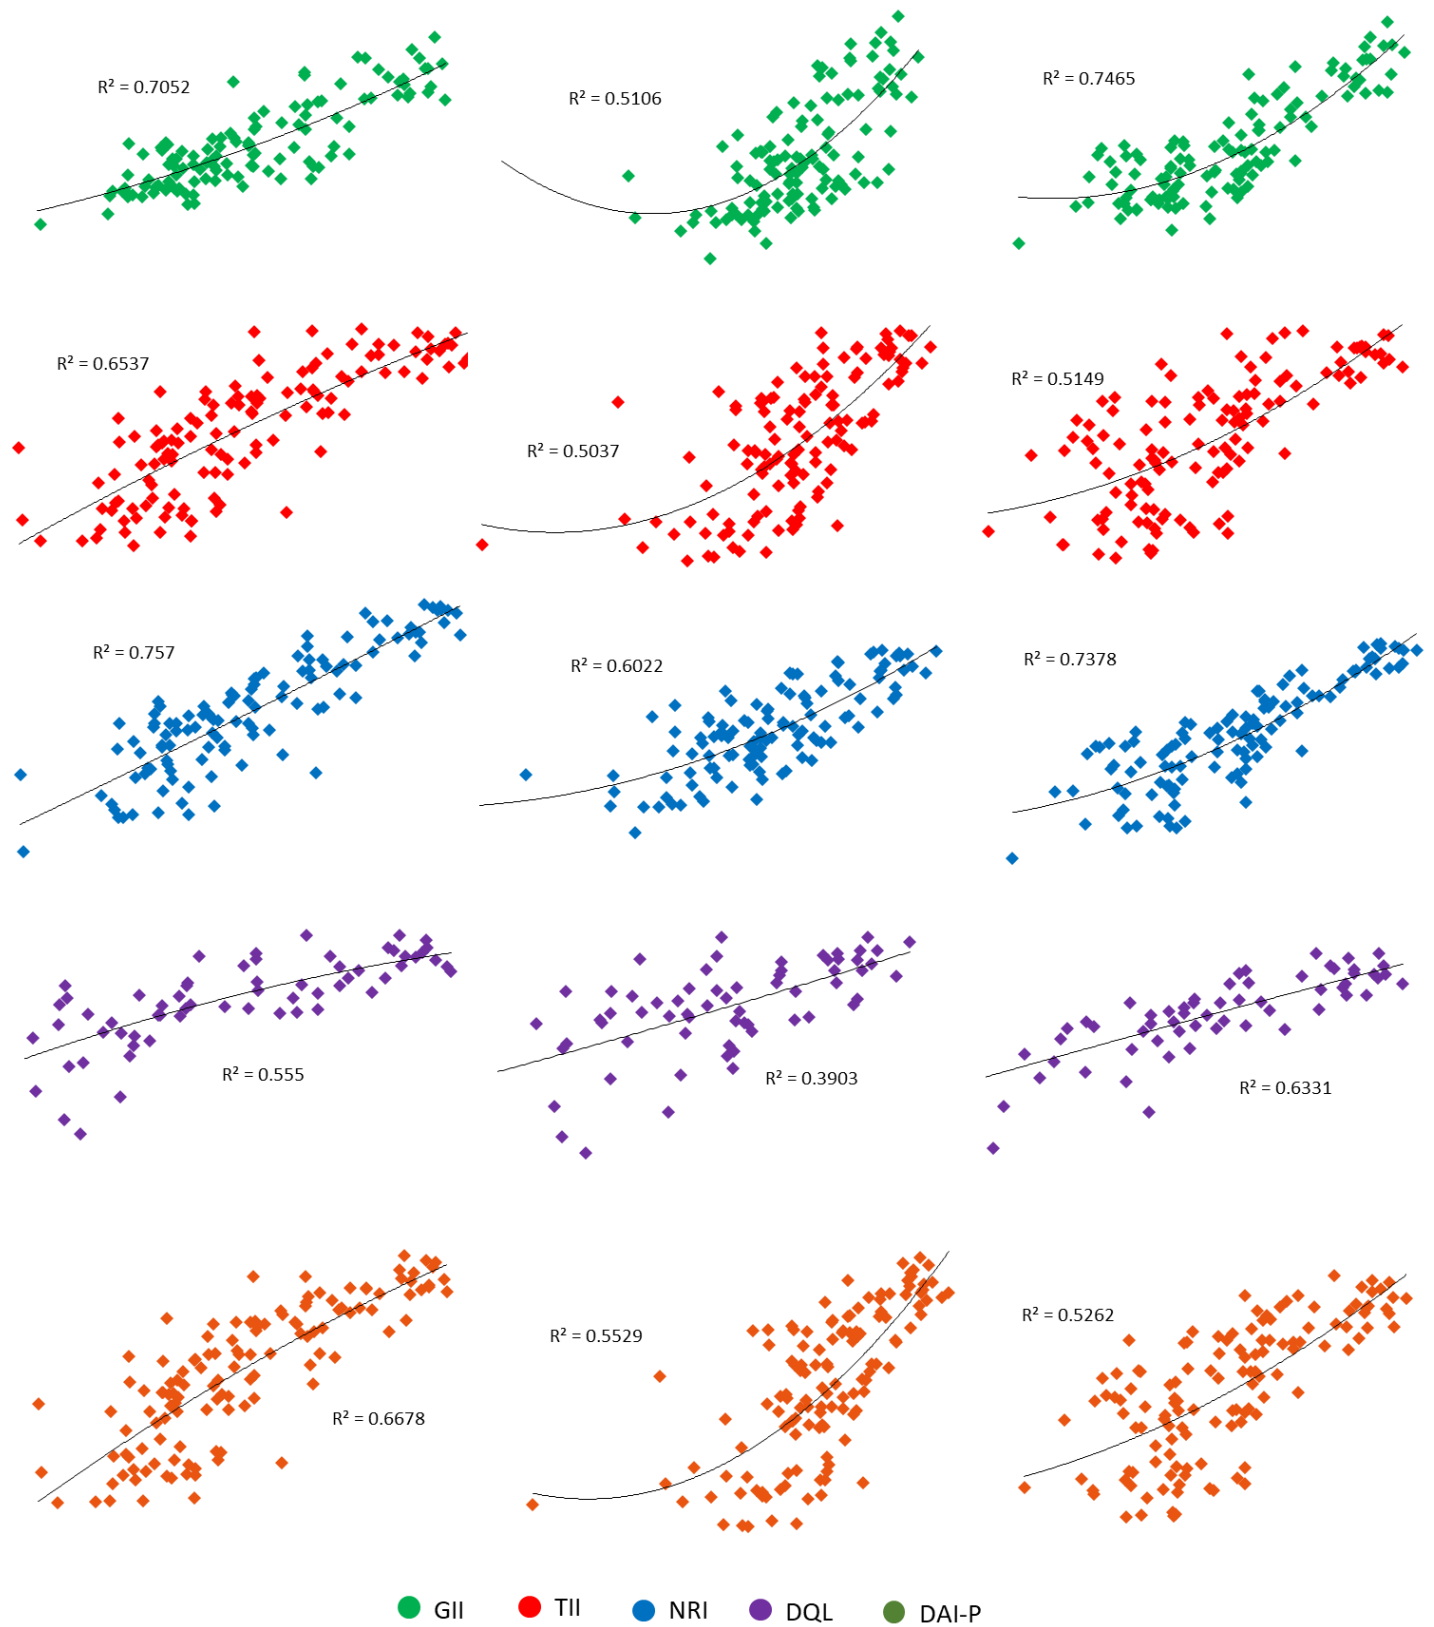 R² = 0.7052
R² = 0.5106
R² = 0.7465
R² = 0.6537
R² = 0.5037
R² = 0.5149
R² = 0.757
R² = 0.6022
R² = 0.7378
R² = 0.555
R² = 0.3903
R² = 0.6331
R² = 0.6678
R² = 0.5529
R² = 0.5262
GII TII NRI DQL DAI-P